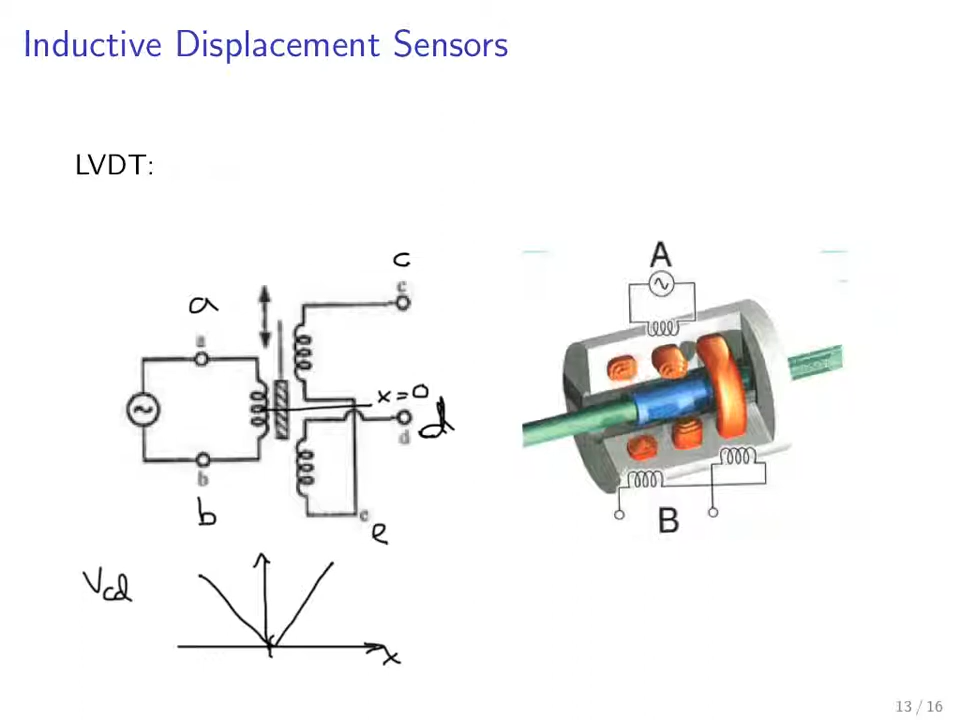 Inductive Displacement Sensors
LVDT:
c
c
a
a
x=0
d
d
b
b
e
e
Vcd
x
A
B
13 / 16